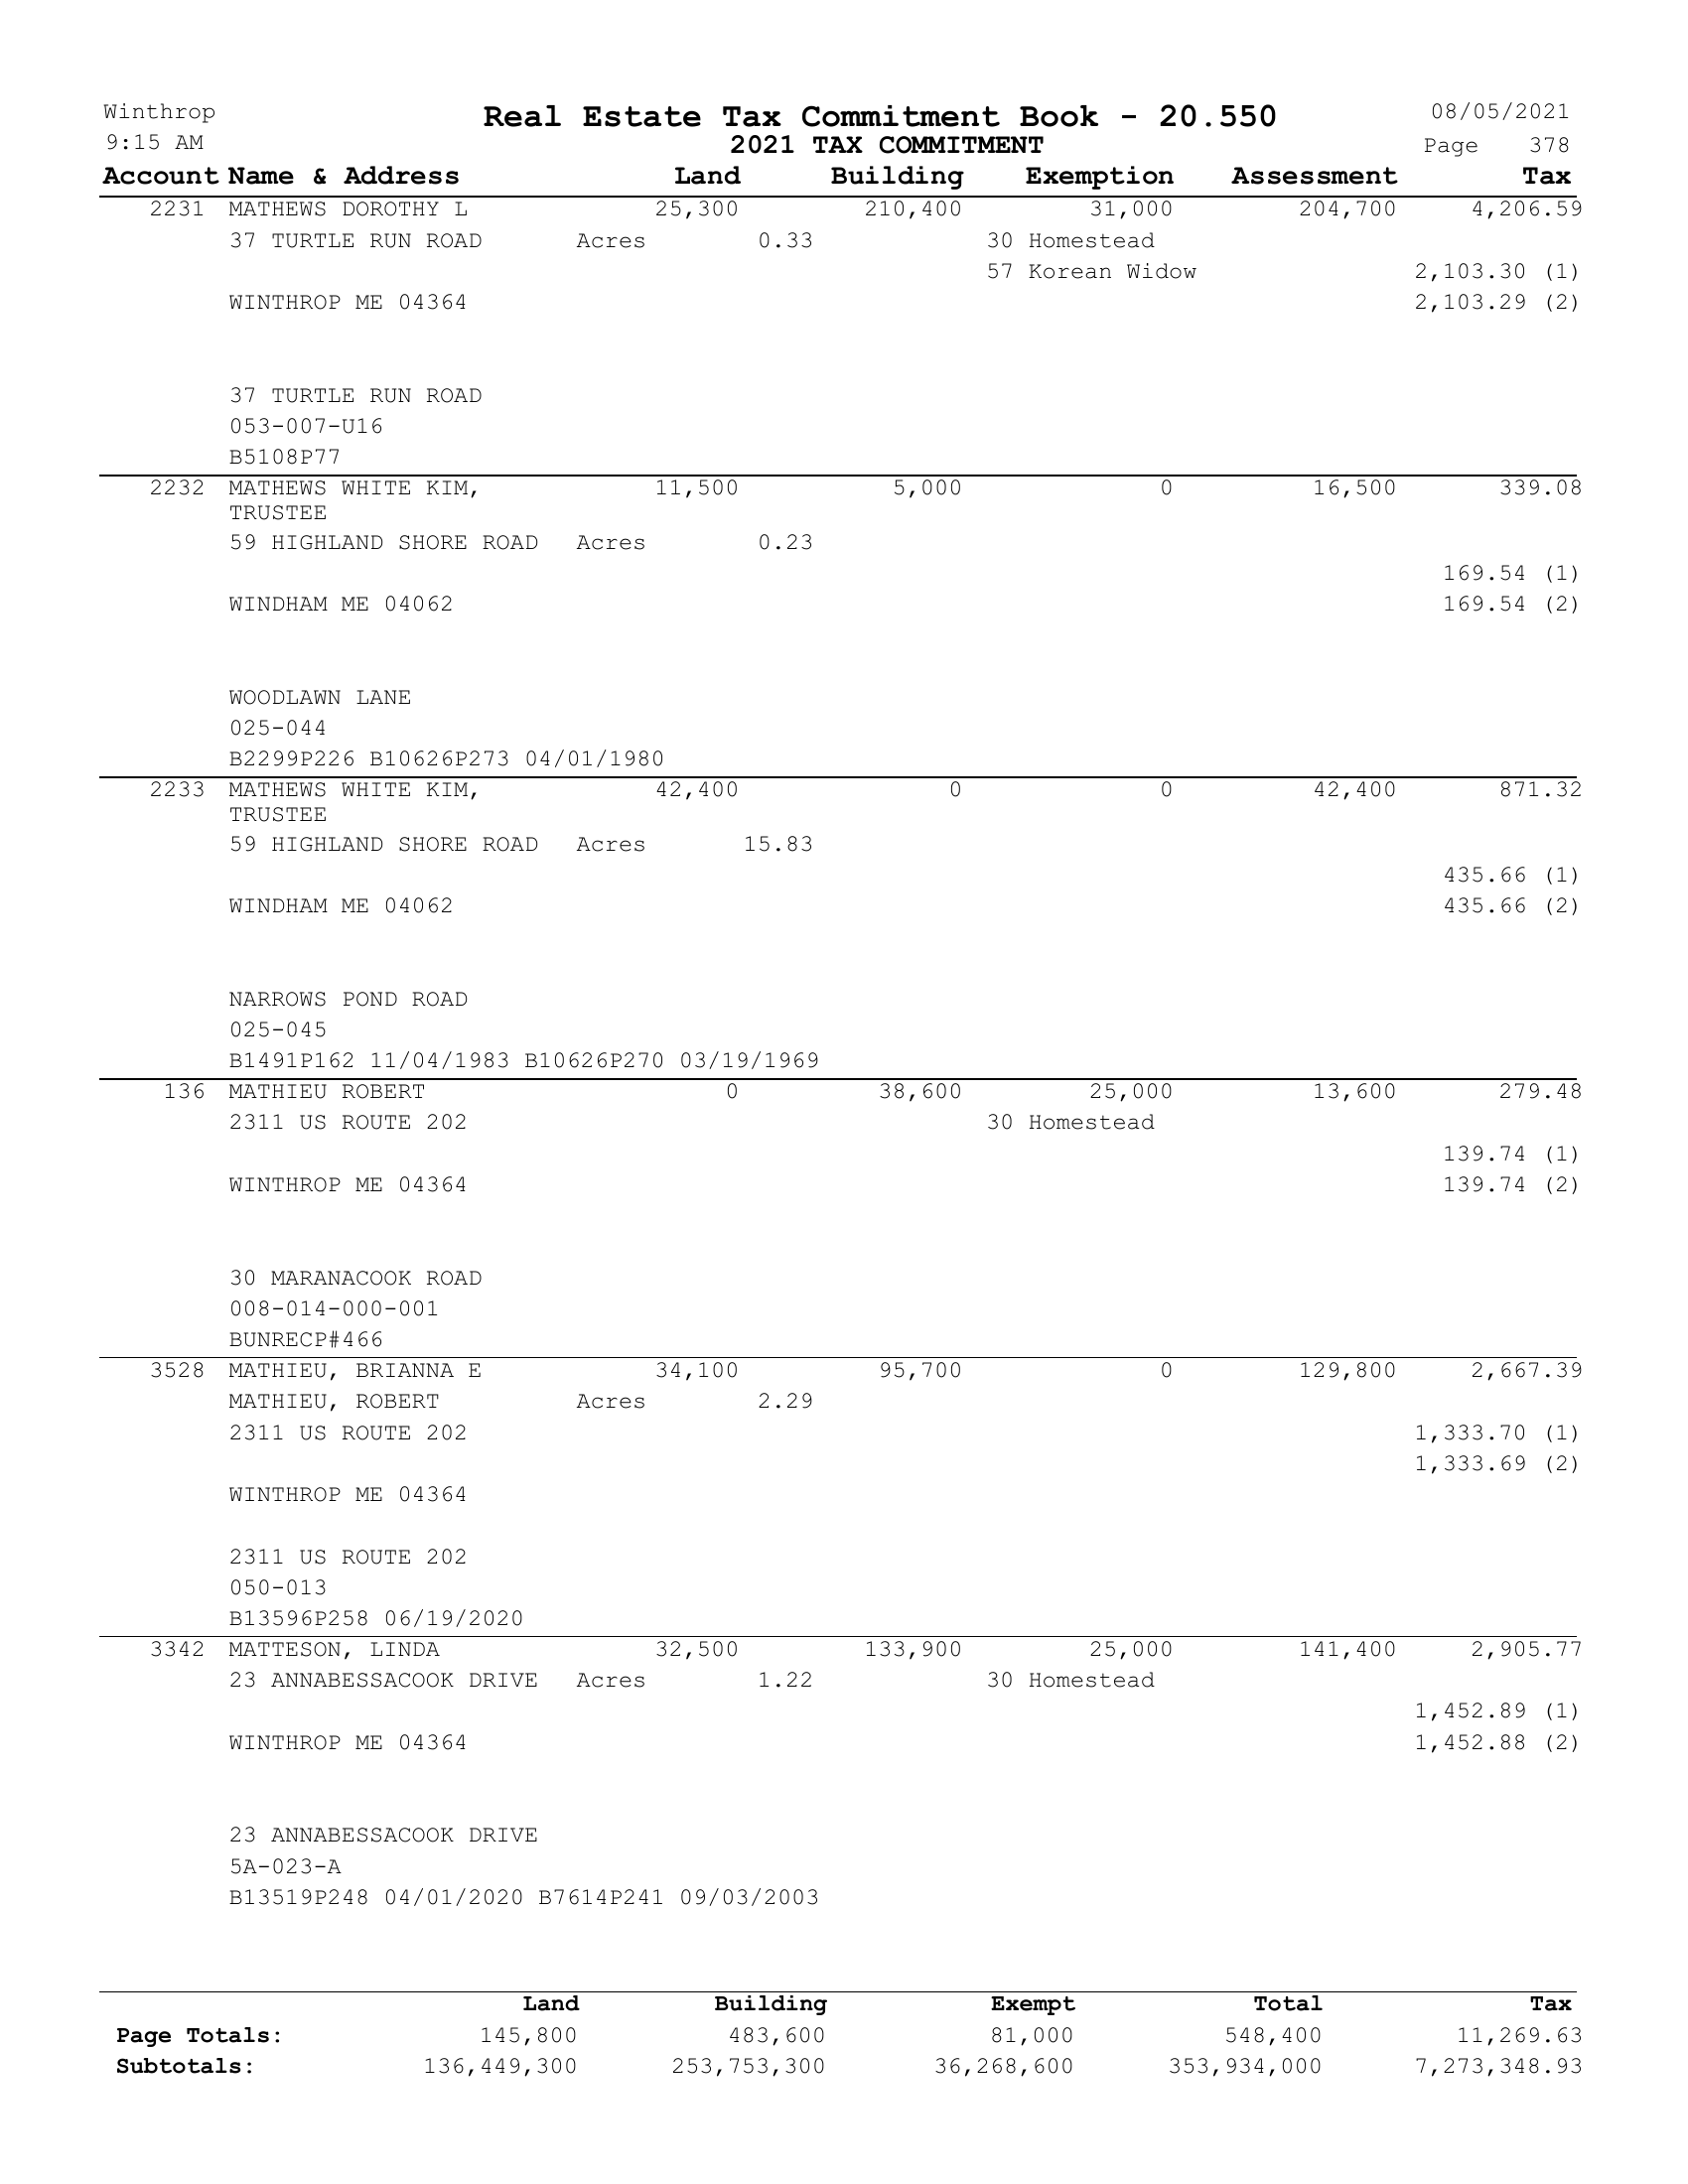 Winthrop Real Estate Tax Commitment Book - 20.550 08/05/2021
9:15 AM 2021 TAX COMMITMENT Page 378
Account Name & Address Land Building Exemption Assessment Tax
2231 MATHEWS DOROTHY L 25,300 210,400 31,000 204,700 4,206.59
37 TURTLE RUN ROAD Acres 0.33 30 Homestead
57 Korean Widow 2,103.30 (1)
WINTHROP ME 04364 2,103.29 (2)
37 TURTLE RUN ROAD
053-007-U16
B5108P77
2232 MATHEWS WHITE KIM, 11,500 5,000 0 16,500 339.08
TRUSTEE
59 HIGHLAND SHORE ROAD Acres 0.23
169.54 (1)
WINDHAM ME 04062 169.54 (2)
WOODLAWN LANE
025-044
B2299P226 B10626P273 04/01/1980
2233 MATHEWS WHITE KIM, 42,400 0 0 42,400 871.32
TRUSTEE
59 HIGHLAND SHORE ROAD Acres 15.83
435.66 (1)
WINDHAM ME 04062 435.66 (2)
NARROWS POND ROAD
025-045
B1491P162 11/04/1983 B10626P270 03/19/1969
136 MATHIEU ROBERT 0 38,600 25,000 13,600 279.48
2311 US ROUTE 202 30 Homestead
139.74 (1)
WINTHROP ME 04364 139.74 (2)
30 MARANACOOK ROAD
008-014-000-001
BUNRECP#466
3528 MATHIEU, BRIANNA E 34,100 95,700 0 129,800 2,667.39
MATHIEU, ROBERT Acres 2.29
2311 US ROUTE 202 1,333.70 (1)
1,333.69 (2)
WINTHROP ME 04364
2311 US ROUTE 202
050-013
B13596P258 06/19/2020
3342 MATTESON, LINDA 32,500 133,900 25,000 141,400 2,905.77
23 ANNABESSACOOK DRIVE Acres 1.22 30 Homestead
1,452.89 (1)
WINTHROP ME 04364 1,452.88 (2)
23 ANNABESSACOOK DRIVE
5A-023-A
B13519P248 04/01/2020 B7614P241 09/03/2003
Land Building Exempt Total Tax
Page Totals: 145,800 483,600 81,000 548,400 11,269.63
Subtotals: 136,449,300 253,753,300 36,268,600 353,934,000 7,273,348.93